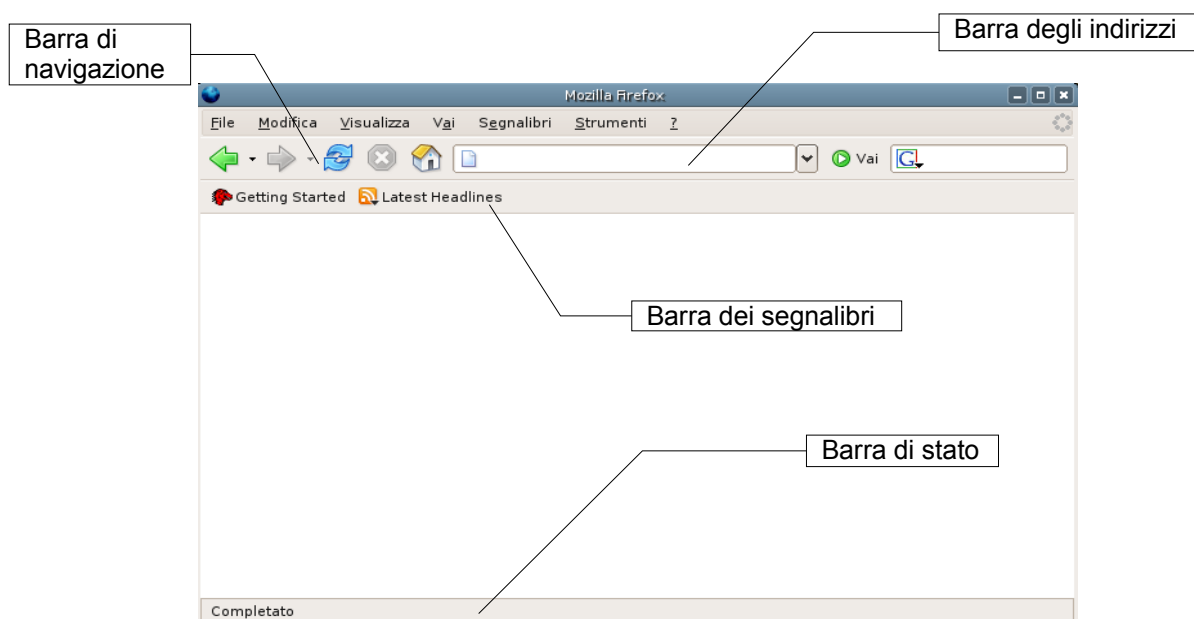 Barra di
navigazione
Barra degli indirizzi
Mozilla Firefox
File Modifica Visualizza Vai Segnalibri Strumenti ?
Vai G
Getting Started Latest Headlines
Barra dei segnalibri
Barra di stato
Completato